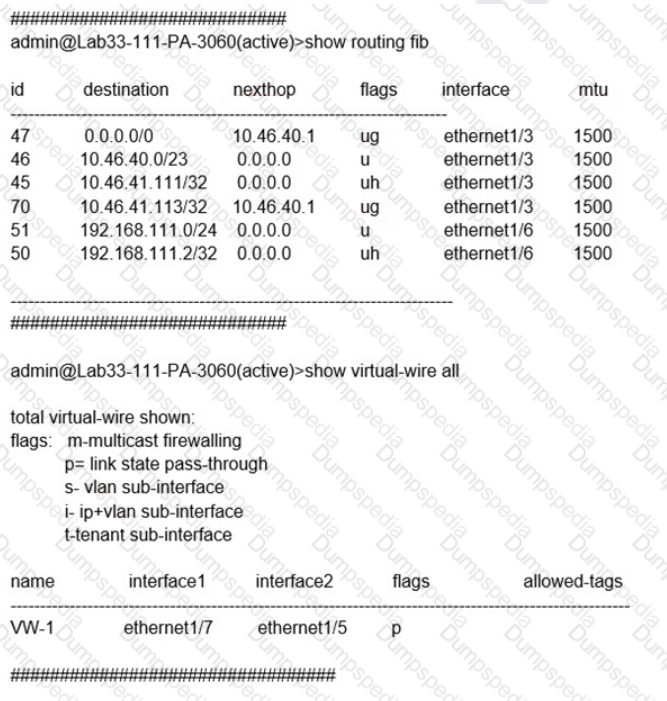 ############################
admin@Lab33-111-PA-3060(active)>show routing fib
id destination nexthop flags interface mtu
--------------------------------------------------------------------------
47 0.0.0.0/0 10.46.40.1 ug ethernet1/3 1500
46 10.46.40.0/23 0.0.0.0 u ethernet1/3 1500
45 10.46.41.111/32 0.0.0.0 uh ethernet1/3 1500
70 10.46.41.113/32 10.46.40.1 ug ethernet1/3 1500
51 192.168.111.0/24 0.0.0.0 u ethernet1/6 1500
50 192.168.111.2/32 0.0.0.0 uh ethernet1/6 1500
---------------------------------------------------------------------------
############################
admin@Lab33-111-PA-3060(active)>show virtual-wire all
total virtual-wire shown:
flags: m-multicast firewalling
p= link state pass-through
s- vlan sub-interface
i- ip+vlan sub-interface
t-tenant sub-interface
name interface1 interface2 flags allowed-tags
--------------------------------------------------------------------------------------------------------
VW-1 ethernet1/7 ethernet1/5 p
#################################
Dumpspedia